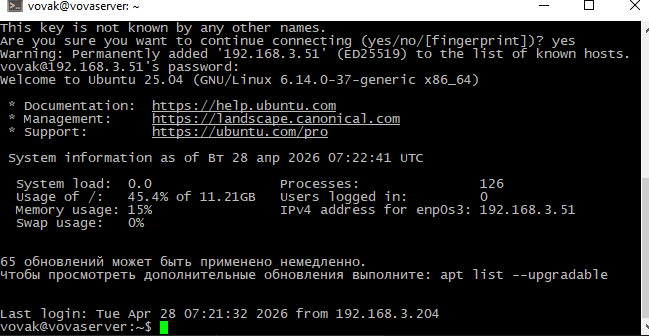 vovak@vovaserver: ~
This key is not known by any other names.
Are you sure you want to continue connecting (yes/no/[fingerprint])? yes
Warning: Permanently added '192.168.3.51' (ED25519) to the list of known hosts.
vovak@192.168.3.51's password:
Welcome to Ubuntu 25.04 (GNU/Linux 6.14.0-37-generic x86_64)
* Documentation: https://help.ubuntu.com
* Management: https://landscape.canonical.com
* Support: https://ubuntu.com/pro
System information as of Вт 28 апр 2026 07:22:41 UTC
System load: 0.0 Processes: 126
Usage of /: 45.4% of 11.21GB Users logged in: 0
Memory usage: 15% IPv4 address for enp0s3: 192.168.3.51
Swap usage: 0%
65 обновлений может быть применено немедленно.
Чтобы просмотреть дополнительные обновления выполните: apt list --upgradable
Last login: Tue Apr 28 07:21:32 2026 from 192.168.3.204
vovak@vovaserver:~$